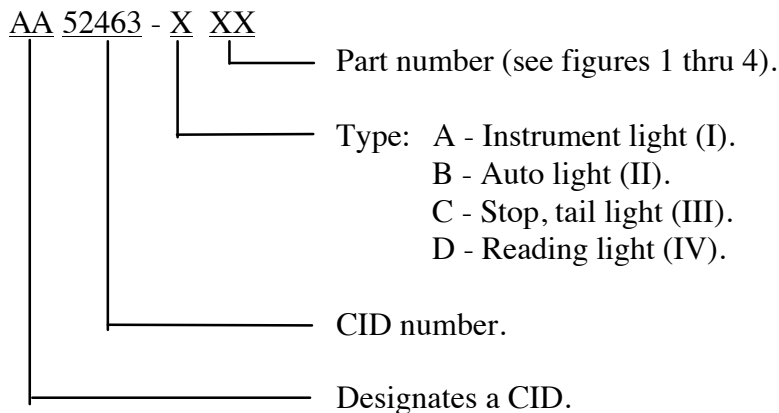 AA 52463 - X XX
Part number (see figures 1 thru 4).
Type: A - Instrument light (I).
B - Auto light (II).
C - Stop, tail light (III).
D - Reading light (IV).
CID number.
Designates a CID.